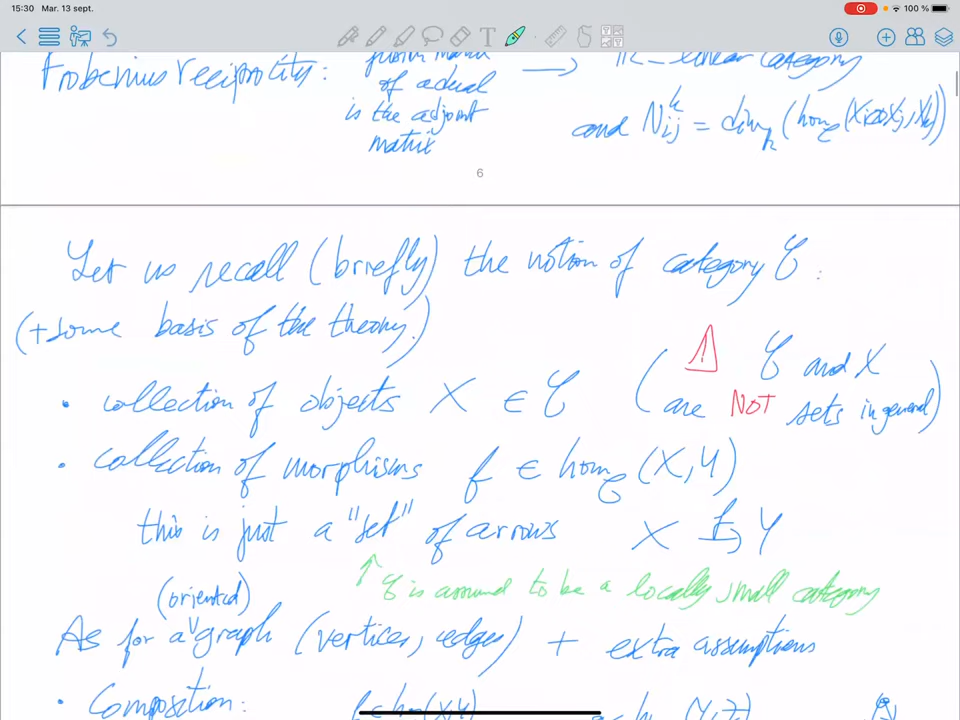 15:30 Mar. 13 sept.
100 %
Frobenius reciprocity:
fusion matrix
of a dual
is the adjoint
matrix
⟶ 𝕜-linear category
and N_{ij}^k = dim_k (hom_𝒞(X_i⊗X_j, X_k))
6
Let us recall (briefly) the notion of category 𝒞.
(+some basis of the theory.)
• collection of objects X ∈ 𝒞
(⚠ 𝒞 and X
are NOT sets in general)
• collection of morphisms f ∈ hom_𝒞 (X,Y)
this is just a "set" of arrows X →^f Y
↑ 𝒞 is assumed to be a locally small category
(oriented)
As for a ∨ graph (vertices, edges) + extra assumptions
• Composition: